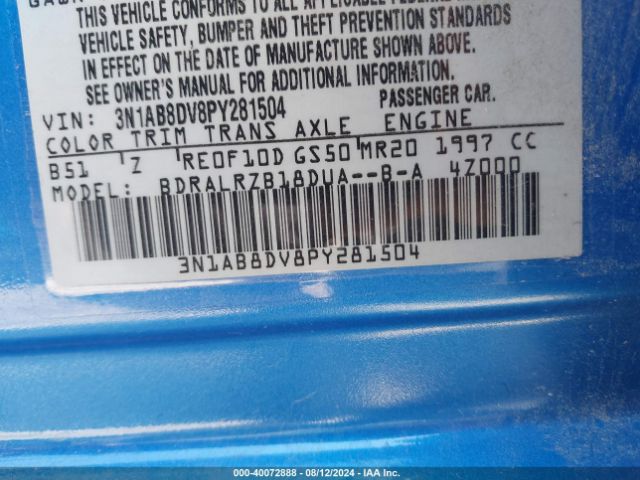 THIS VEHICLE CONFORMS TO ALL APPLICABLE FEDERAL
VEHICLE SAFETY, BUMPER AND THEFT PREVENTION STANDARDS
IN EFFECT ON THE DATE OF MANUFACTURE SHOWN ABOVE.
SEE OWNER'S MANUAL FOR ADDITIONAL INFORMATION.
VIN: 3N1AB8DV8PY281504 PASSENGER CAR.
COLOR TRIM TRANS AXLE ENGINE
B51 Z RE0F10D GS50 MR20 1997 CC
MODEL: BDRALRZB18DUA--B-A 4Z000
3N1AB8DV8PY281504
000-40072888 - 08/12/2024 - IAA Inc.